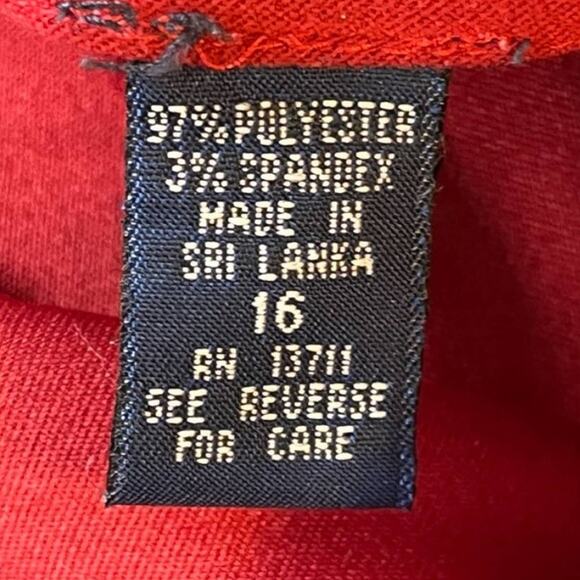 97% POLYESTER
3% SPANDEX
MADE IN
SRI LANKA
16
RN 13711
SEE REVERSE
FOR CARE